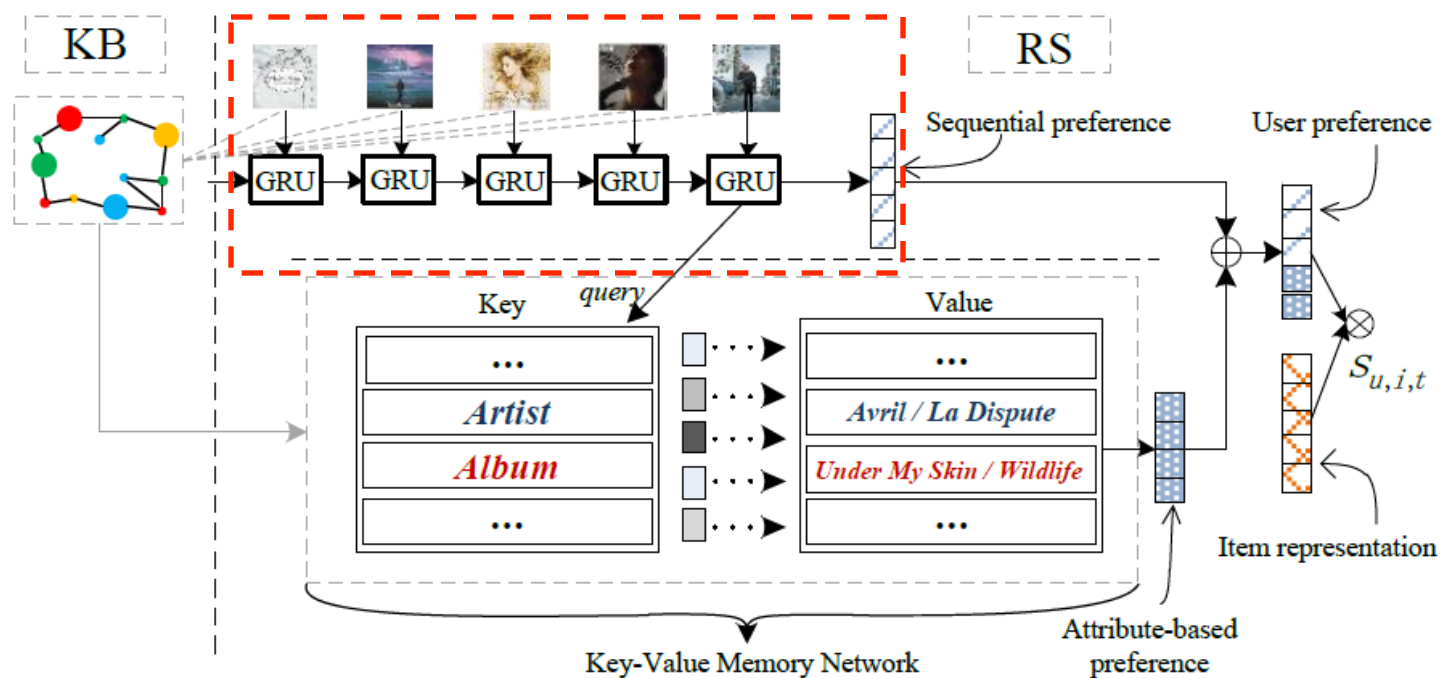 KB
RS
Sequential preference
User preference
GRU
GRU
GRU
GRU
GRU
query
Key
Value
...
...
Artist
Avril / La Dispute
Album
Under My Skin / Wildlife
...
...
S_{u,i,t}
Item representation
Attribute-based
preference
Key-Value Memory Network